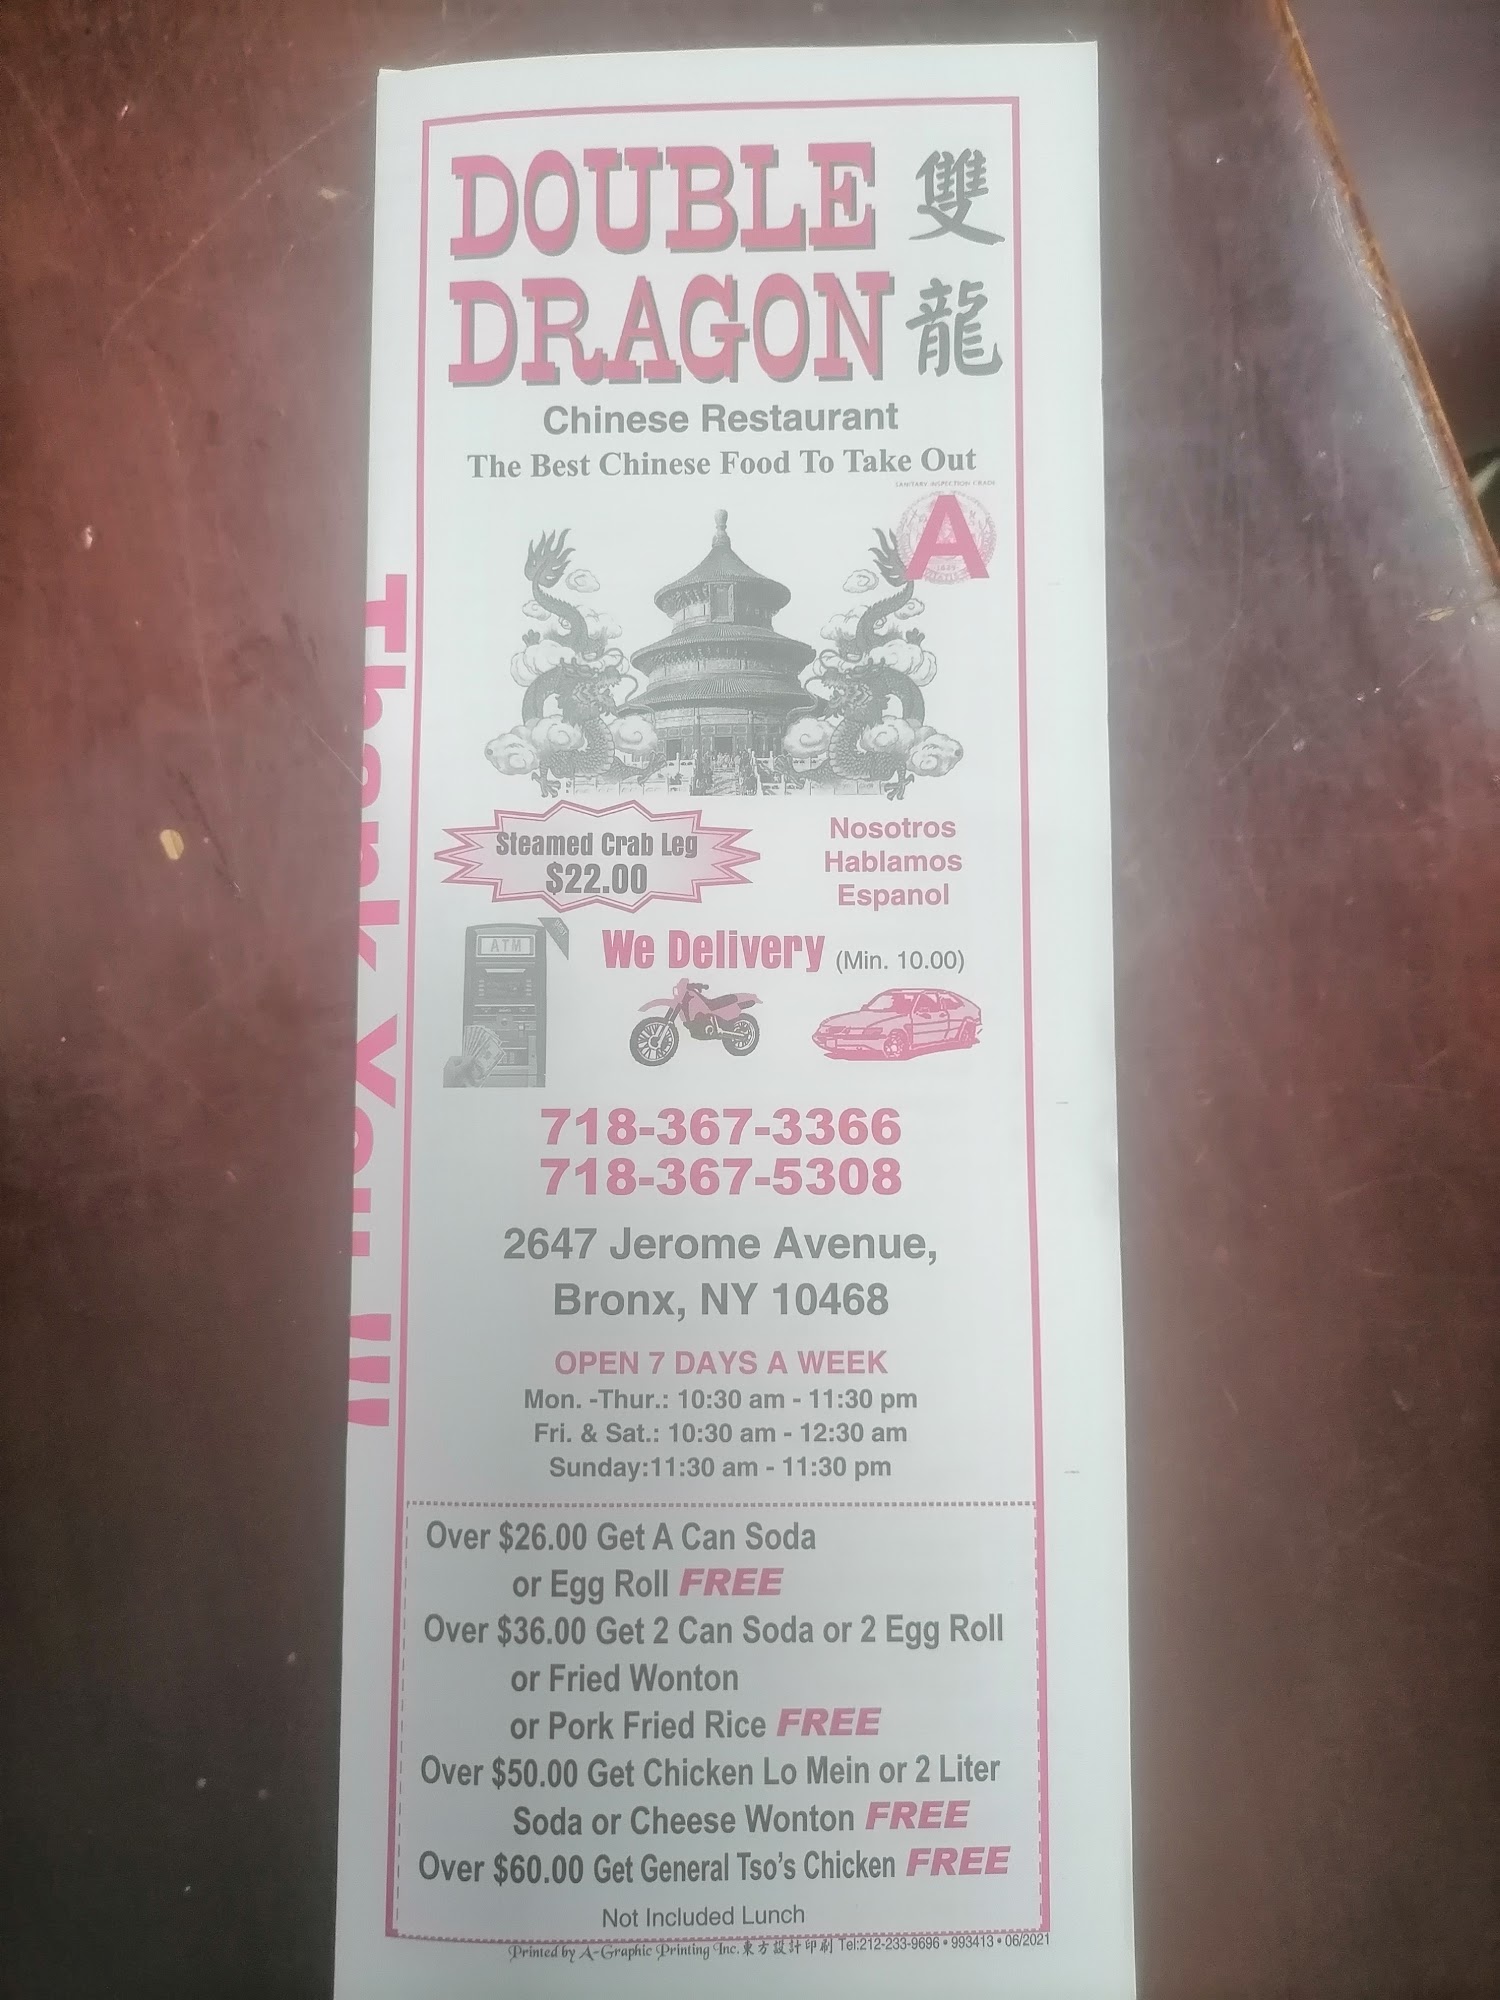 DOUBLE 雙
DRAGON 龍
Chinese Restaurant
The Best Chinese Food To Take Out
SANITARY INSPECTION GRADE
A
Steamed Crab Leg
$22.00
Nosotros
Hablamos
Espanol
ATM
We Delivery (Min. 10.00)
718-367-3366
718-367-5308
2647 Jerome Avenue,
Bronx, NY 10468
OPEN 7 DAYS A WEEK
Mon. -Thur.: 10:30 am - 11:30 pm
Fri. & Sat.: 10:30 am - 12:30 am
Sunday:11:30 am - 11:30 pm
Over $26.00 Get A Can Soda
or Egg Roll FREE
Over $36.00 Get 2 Can Soda or 2 Egg Roll
or Fried Wonton
or Pork Fried Rice FREE
Over $50.00 Get Chicken Lo Mein or 2 Liter
Soda or Cheese Wonton FREE
Over $60.00 Get General Tso's Chicken FREE
Not Included Lunch
Printed by A-Graphic Printing Inc. 東方設計印刷 Tel:212-233-9696 • 993413 • 06/2021
Thank You !!!